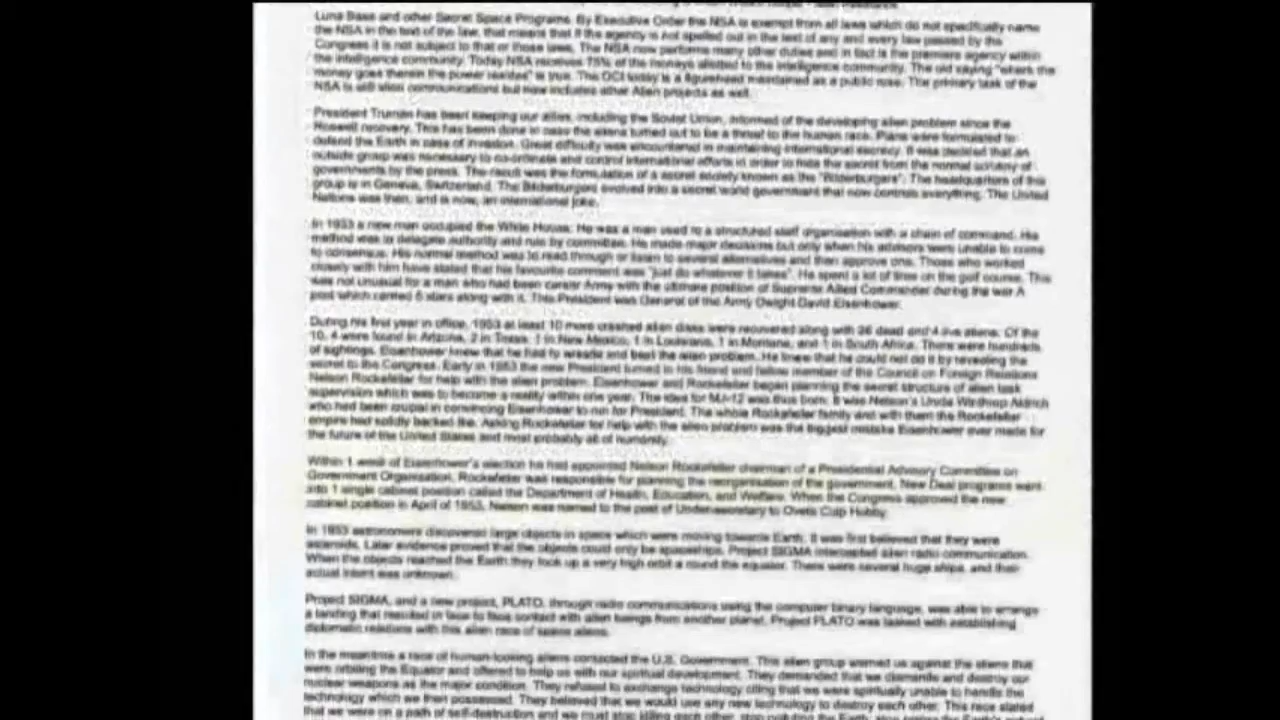 Luna Base and other Secret Space Programs. By Executive Order the NSA is exempt from all laws which do not specifically name
the NSA in the text of the law, that means that if the agency is not spelled out in the text of any and every law passed by the
Congress it is not subject to that or those laws. The NSA now performs many other duties and in fact is the premiere agency within
the intelligence community. Today NSA receives 75% of the moneys allotted to the intelligence community. The old saying "where the
money goes therein the power resides" is true. The DCI today is a figurehead maintained as a public ruse. The primary task of the
NSA is still alien communications but now includes other Alien projects as well.
President Truman has been keeping our allies, including the Soviet Union, informed of the developing alien problem since the
Roswell recovery. This has been done in case the aliens turned out to be a threat to the human race. Plans were formulated to
defend the Earth in case of invasion. Great difficulty was encountered in maintaining international secrecy. It was decided that an
outside group was necessary to co-ordinate and control international efforts in order to hide the secret from the normal scrutiny of
governments by the press. The result was the formulation of a secret society known as the "Bilderburgers". The headquarters of this
group is in Geneva, Switzerland. The Bilderburgers evolved into a secret world government that now controls everything. The United
Nations was then, and is now, an international joke.
In 1953 a new man occupied the White House. He was a man used to a structured staff organisation with a chain of command. His
method was to delegate authority and rule by committee. He made major decisions but only when his advisors were unable to come
to consensus. His normal method was to read through or listen to several alternatives and then approve one. Those who worked
closely with him have stated that his favourite comment was "just do whatever it takes". He spent a lot of time on the golf course. This
was not unusual for a man who had been career Army with the ultimate position of Supreme Allied Commander during the war A
post which carried 5 stars along with it. This President was General of the Army Dwight David Eisenhower.
During his first year in office, 1953 at least 10 more crashed alien discs were recovered along with 26 dead and 4 live aliens. Of the
10, 4 were found in Arizona, 2 in Texas, 1 in New Mexico, 1 in Louisiana, 1 in Montana, and 1 in South Africa. There were hundreds
of sightings. Eisenhower knew that he had to wrestle and beat the alien problem. He knew that he could not do it by revealing the
secret to the Congress. Early in 1953 the new President turned to his friend and fellow member of the Council on Foreign Relations
Nelson Rockefeller for help with the alien problem. Eisenhower and Rockefeller began planning the secret structure of alien task
supervision which was to become a reality within one year. The idea for MJ-12 was thus born. It was Nelson's Uncle Winthrop Aldrich
who had been crucial in convincing Eisenhower to run for President. The whole Rockefeller family and with them the Rockefeller
empire had solidly backed Ike. Asking Rockefeller for help with the alien problem was the biggest mistake Eisenhower ever made for
the future of the United States and most probably all of humanity.
Within 1 week of Eisenhower's election he had appointed Nelson Rockefeller chairman of a Presidential Advisory Committee on
Government Organisation. Rockefeller was responsible for planning the reorganisation of the government. New Deal programs went
into 1 single cabinet position called the Department of Health, Education, and Welfare. When the Congress approved the new
cabinet position in April of 1953, Nelson was named to the post of Under-secretary to Oveta Culp Hobby.
In 1953 astronomers discovered large objects in space which were moving towards Earth. It was first believed that they were
asteroids. Later evidence proved that the objects could only be spaceships. Project SIGMA intercepted alien radio communication.
When the objects reached the Earth they took up a very high orbit a round the equator. There were several huge ships, and their
actual intent was unknown.
Project SIGMA, and a new project, PLATO, through radio communications using the computer binary language, was able to arrange
a landing that resulted in face to face contact with alien beings from another planet. Project PLATO was tasked with establishing
diplomatic relations with this alien race of space aliens.
In the meantime a race of human-looking aliens contacted the U.S. Government. This alien group warned us against the aliens that
were orbiting the Equator and offered to help us with our spiritual development. They demanded that we dismantle and destroy our
nuclear weapons as the major condition. They refused to exchange technology citing that we were spiritually unable to handle the
technology which we then possessed. They believed that we would use any new technology to destroy each other. This race stated
that we were on a path of self-destruction and we must stop killing each other, stop polluting the Earth,